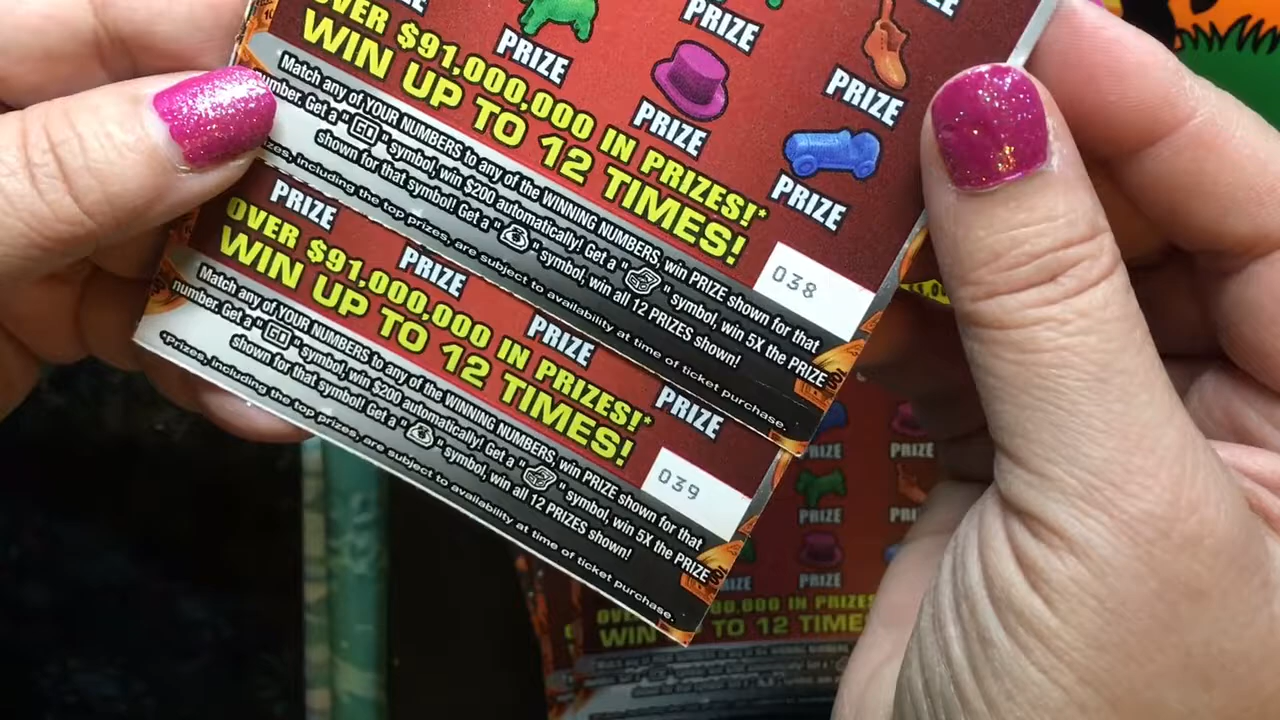 PRIZE
PRIZE
PRIZE
PRIZE
PRIZE
OVER $91,000,000 IN PRIZES!*
WIN UP TO 12 TIMES!
038
Match any of YOUR NUMBERS to any of the WINNING NUMBERS, win PRIZE shown for that
number. Get a " " symbol, win $200 automatically! Get a " " symbol, win 5X the PRIZE
shown for that symbol! Get a " " symbol, win all 12 PRIZES shown!
including the top prizes, are subject to availability at time of ticket purchase.
PRIZE
PRIZE
PRIZE
PRIZE
OVER $91,000,000 IN PRIZES!*
WIN UP TO 12 TIMES!
039
Match any of YOUR NUMBERS to any of the WINNING NUMBERS, win PRIZE shown for that
number. Get a " " symbol, win $200 automatically! Get a " " symbol, win 5X the PRIZE
shown for that symbol! Get a " " symbol, win all 12 PRIZES shown!
*Prizes, including the top prizes, are subject to availability at time of ticket purchase.
PRIZE
PRIZE
PRIZE
IN PRIZES
WIN UP TO 12 TIME